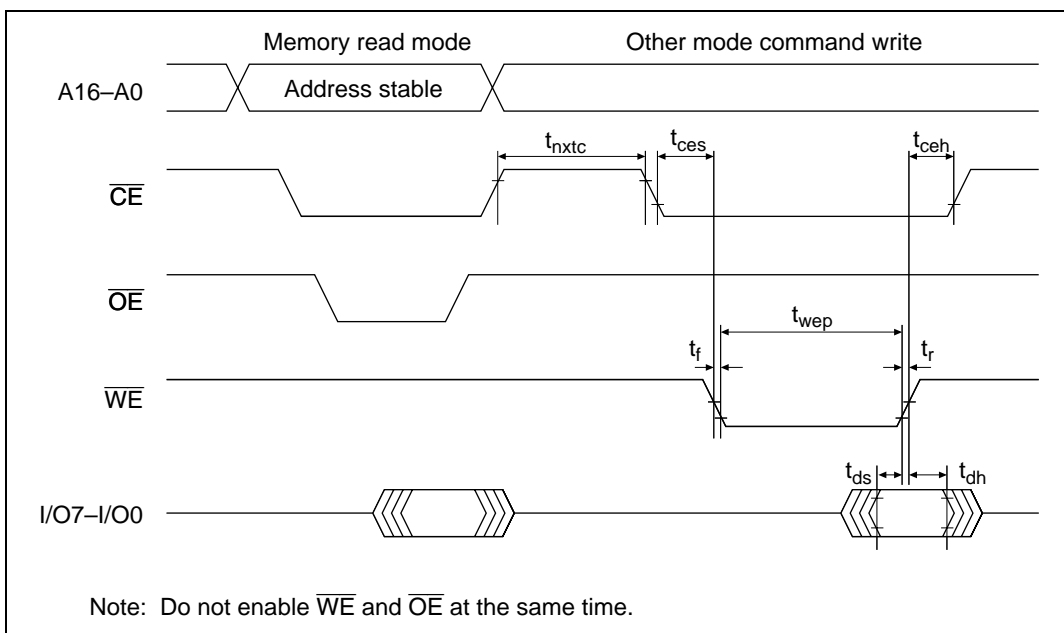 Memory read mode Other mode command write
A16–A0 Address stable
tnxtc tces tceh
CE
OE
twep
tf tr
WE
tds tdh
I/O7–I/O0
Note: Do not enable WE and OE at the same time.